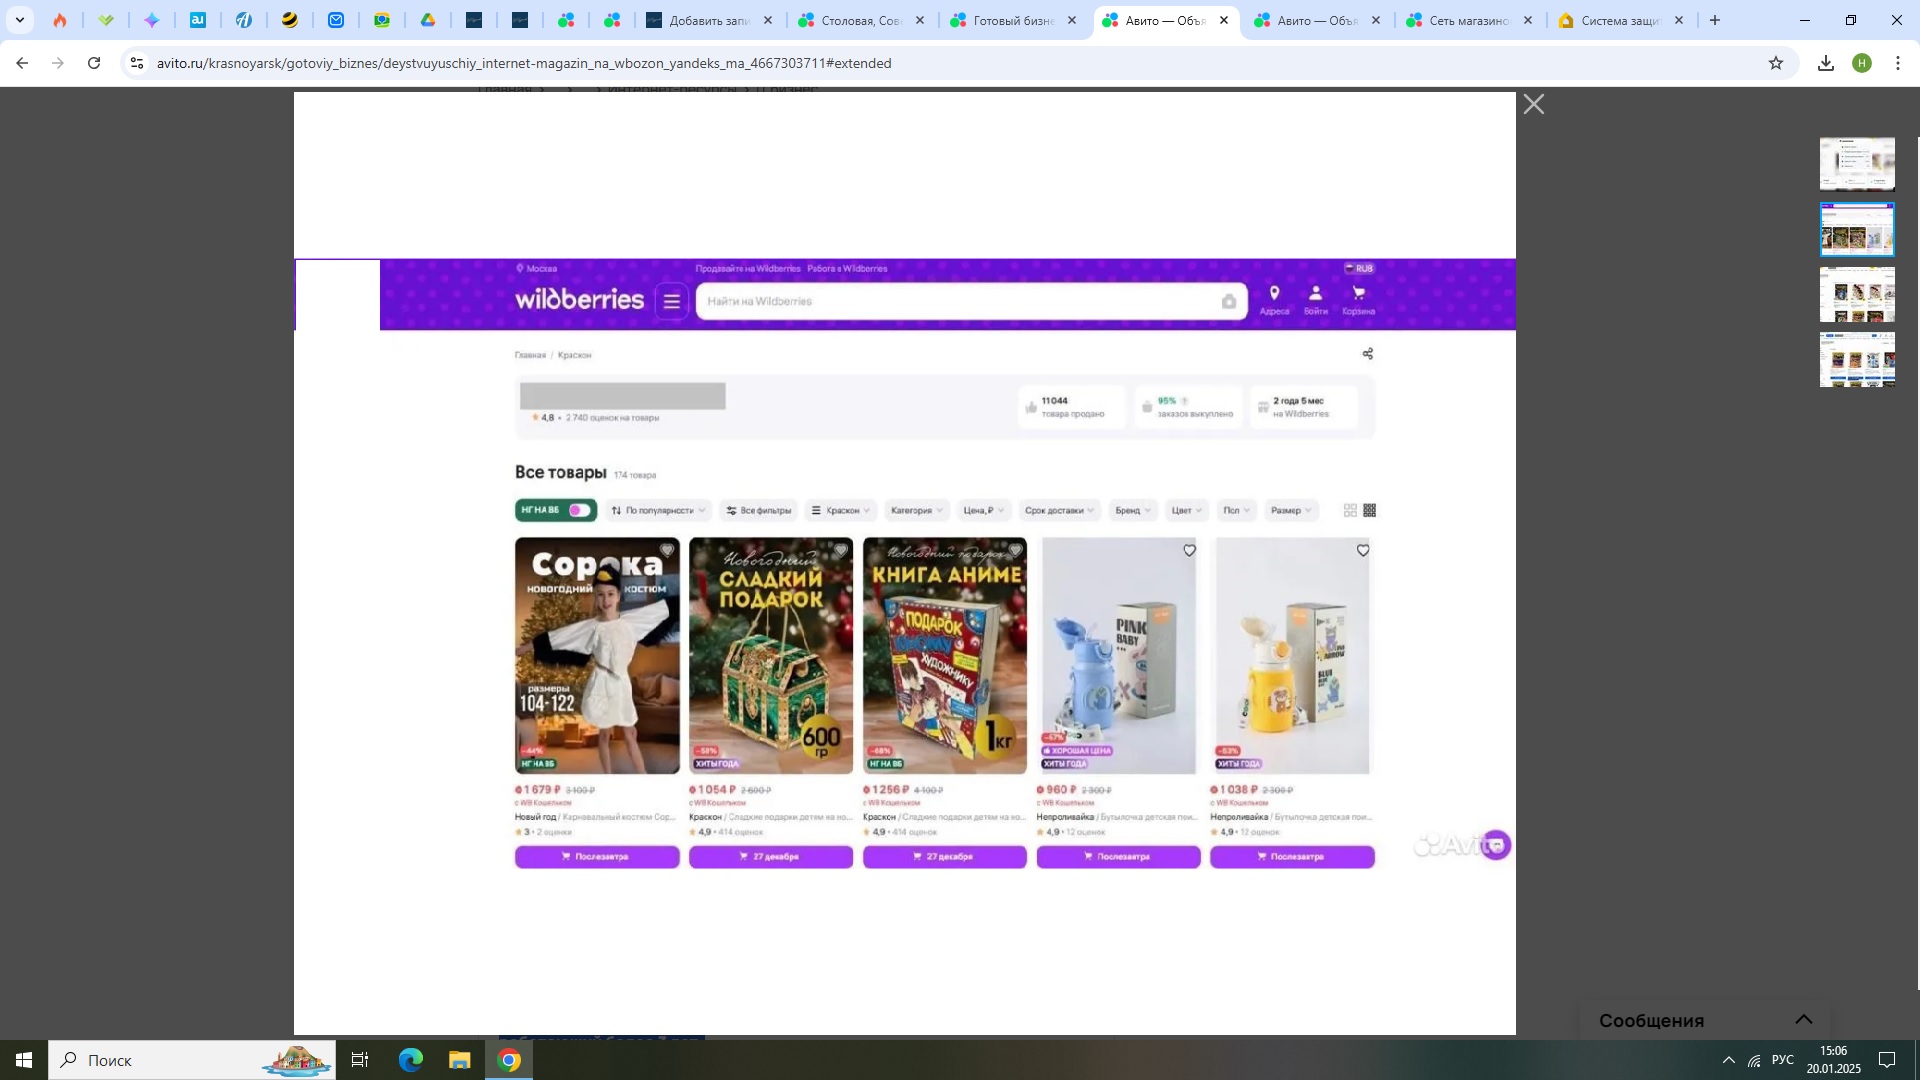 Добавить запи
Столовая, Сов
Готовый бизне
Авито — Объя
Авито — Объя
Сеть магазино
Система защит
avito.ru/krasnoyarsk/gotoviy_biznes/deystvuyuschiy_internet-magazin_na_wbozon_yandeks_ma_4667303711#extended
H
Москва
Продавайте на Wildberries Работа в Wildberries
RUB
wildberries
Найти на Wildberries
Адреса Войти Корзина
Главная / Краскон
4,8 • 2 740 оценок на товары
11 044
товара продано
95%
заказов выкуплено
2 года 5 мес
на Wildberries
Все товары 174 товара
НГ НА ВБ По популярности Все фильтры Краскон Категория Цена, ₽ Срок доставки Бренд Цвет Пол Размер
Сорока
новогодний костюм
размеры
104-122
-44%
НГ НА ВБ
Новогодний
СЛАДКИЙ
ПОДАРОК
600
гр
-58%
ХИТЫ ГОДА
Новогодний подарок
КНИГА АНИМЕ
ПОДАРОК
ЮНОМУ
ХУДОЖНИКУ
1кг
-68%
НГ НА ВБ
PINK
BABY
-57%
ХОРОШАЯ ЦЕНА
ХИТЫ ГОДА
BLUE
-53%
ХИТЫ ГОДА
1 679 ₽ 3 100 ₽
с WB Кошельком
Новый год / Карнавальный костюм Сор...
3 • 2 оценки
Послезавтра
1 054 ₽ 2 600 ₽
с WB Кошельком
Краскон / Сладкие подарки детям на но...
4,9 • 414 оценок
27 декабря
1 256 ₽ 4 100 ₽
с WB Кошельком
Краскон / Сладкие подарки детям на но...
4,9 • 414 оценок
27 декабря
960 ₽ 2 300 ₽
с WB Кошельком
Непроливайка / Бутылочка детская пои...
4,9 • 12 оценок
Послезавтра
1 038 ₽ 2 300 ₽
с WB Кошельком
Непроливайка / Бутылочка детская пои...
4,9 • 12 оценок
Послезавтра
Avito
Сообщения
Поиск
РУС
15:06
20.01.2025